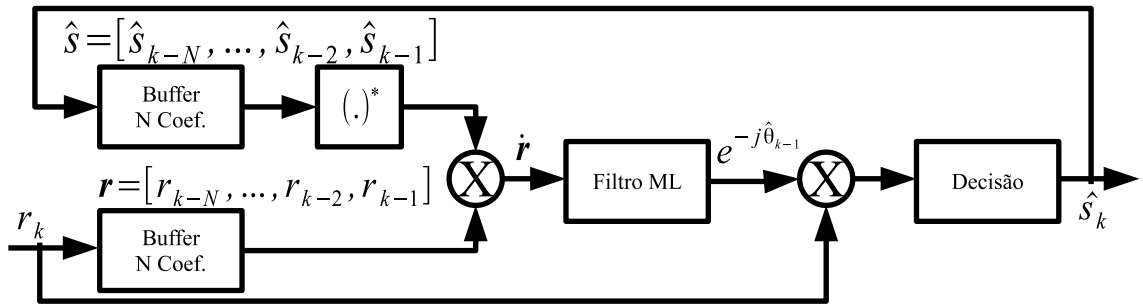 ŝ=[ŝ_{k−N},...,ŝ_{k−2},ŝ_{k−1}]
Buffer
N Coef.
(.)*
X
ṙ
Filtro ML
e^{−jθ̂_{k−1}}
X
Decisão
ŝ_k
r=[r_{k−N},...,r_{k−2},r_{k−1}]
r_k
Buffer
N Coef.